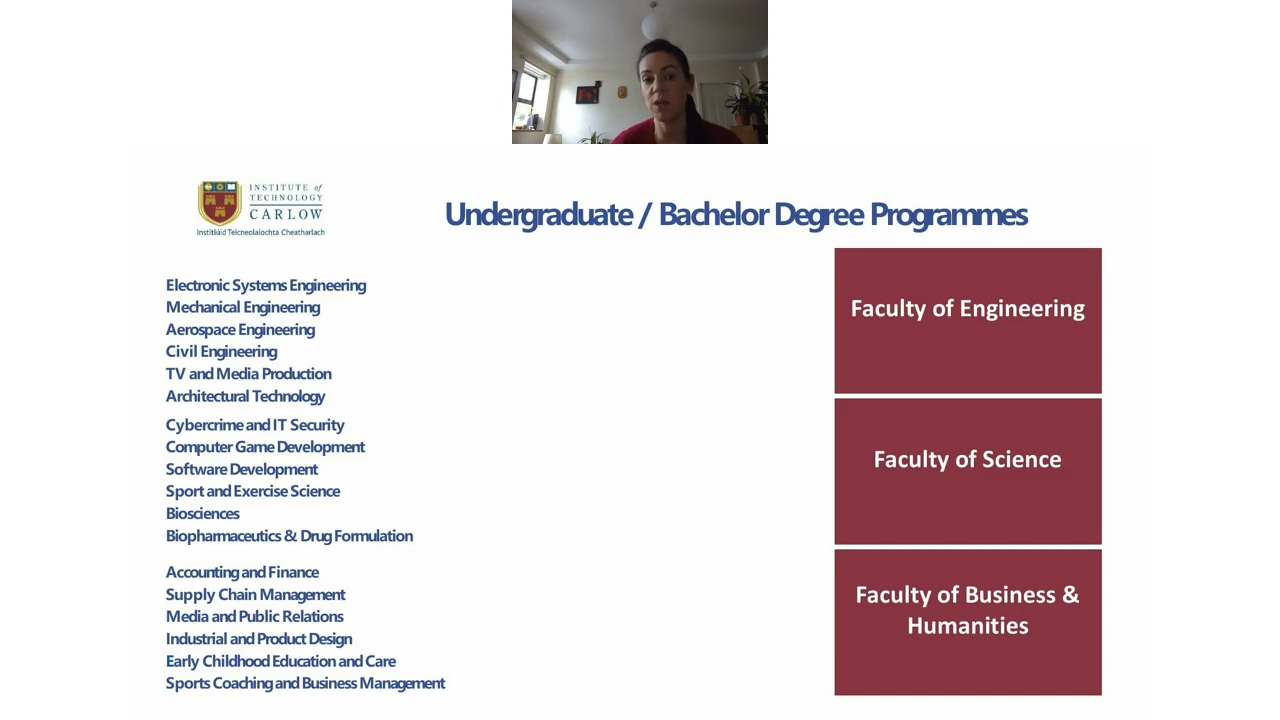 INSTITUTE of
TECHNOLOGY
CARLOW
Institiúid Teicneolaíochta Cheatharlach
Undergraduate / Bachelor Degree Programmes
Electronic Systems Engineering
Mechanical Engineering
Aerospace Engineering
Civil Engineering
TV and Media Production
Architectural Technology
Faculty of Engineering
Cybercrime and IT Security
Computer Game Development
Software Development
Sport and Exercise Science
Biosciences
Biopharmaceutics & Drug Formulation
Faculty of Science
Accounting and Finance
Supply Chain Management
Media and Public Relations
Industrial and Product Design
Early Childhood Education and Care
Sports Coaching and Business Management
Faculty of Business &
Humanities